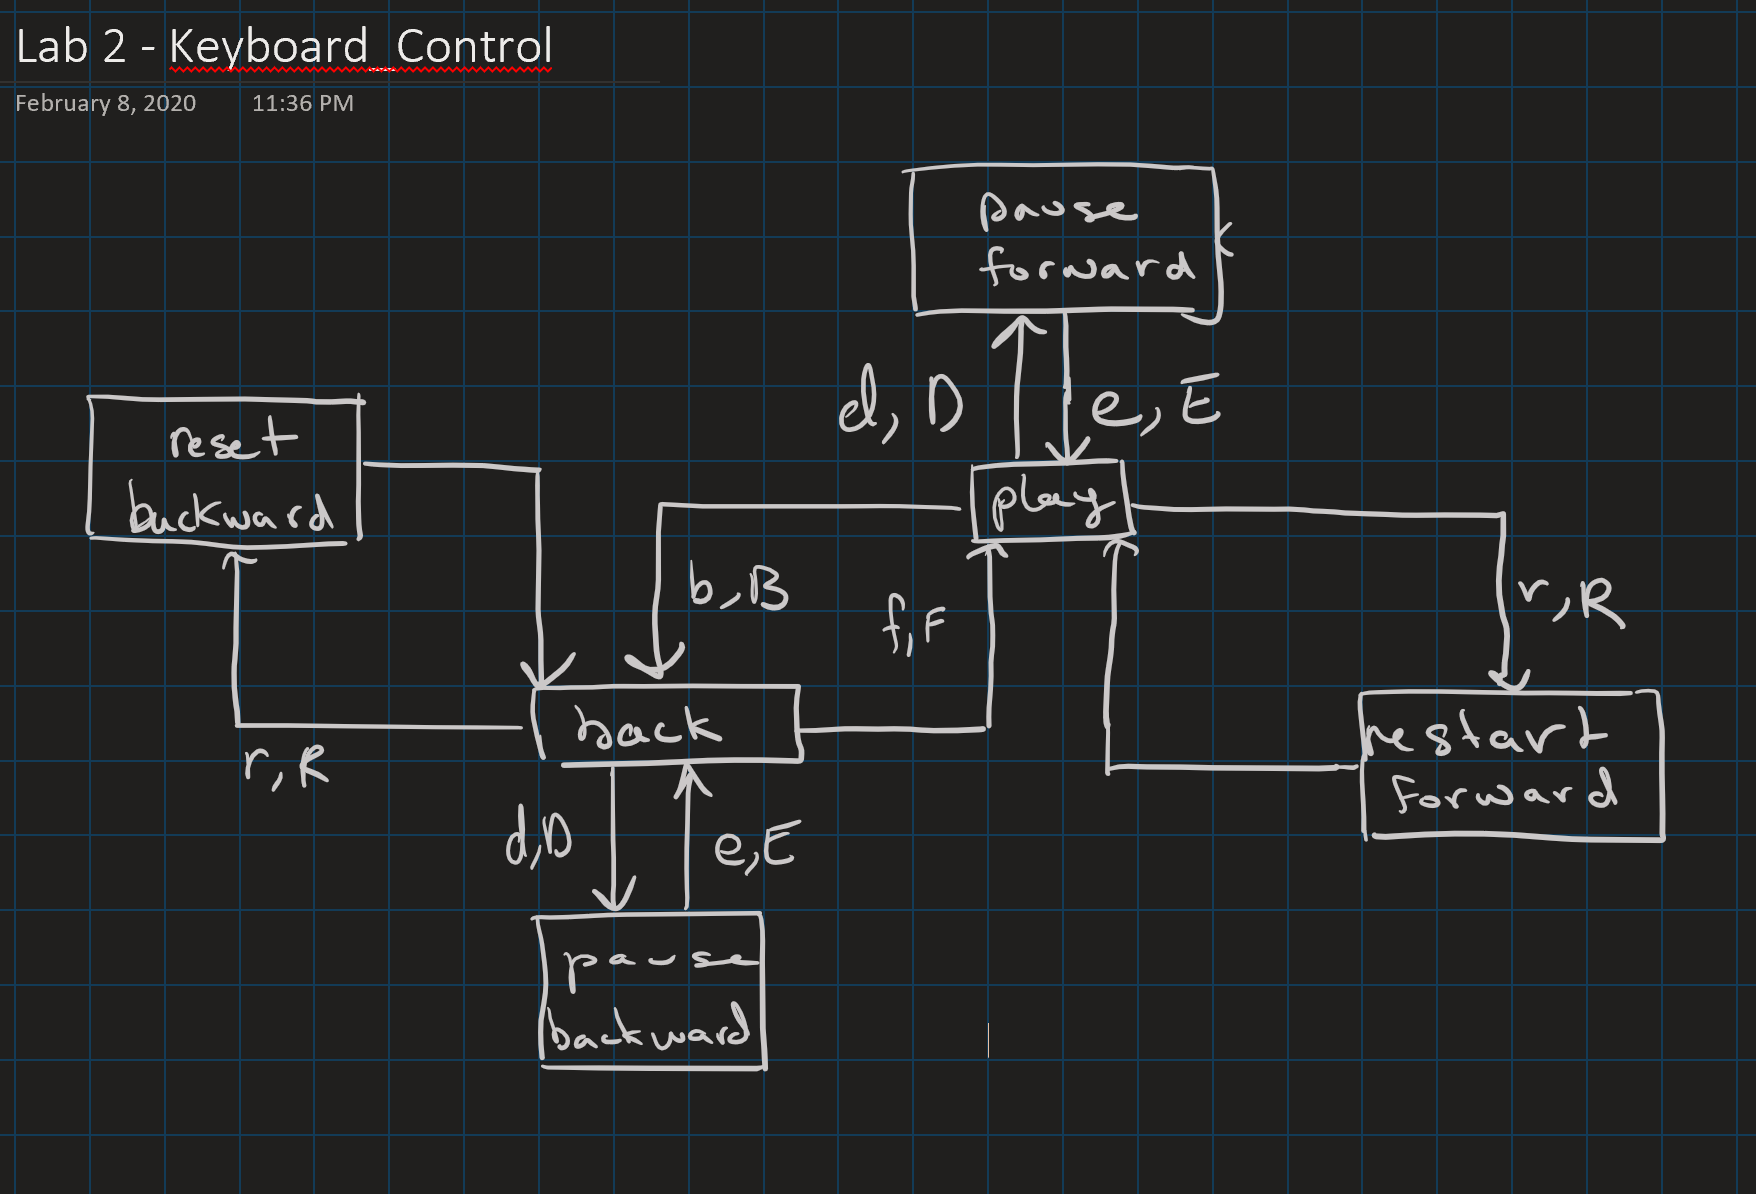 Lab 2 - Keyboard_Control
February 8, 2020 11:36 PM
pause
forward
d, D
e, E
reset
backward
play
b, B
f, F
r, R
back
restart
forward
r, R
d, D
e, E
pause
backward